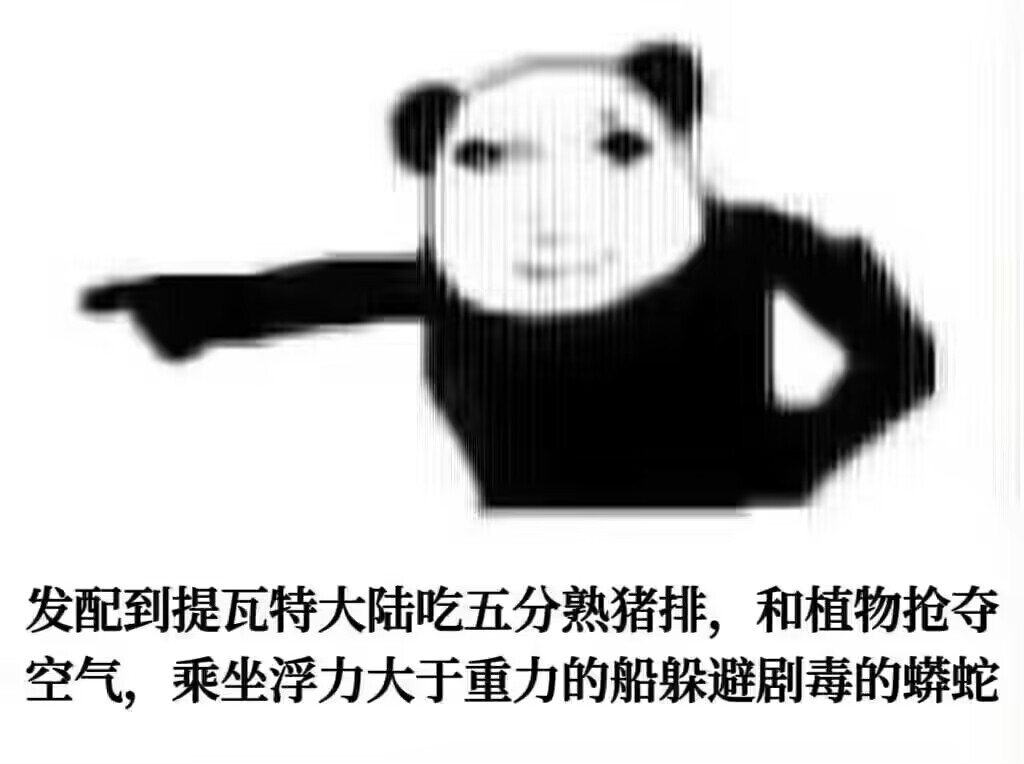 发配到提瓦特大陆吃五分熟猪排，和植物抢夺
空气，乘坐浮力大于重力的船躲避剧毒的蟒蛇